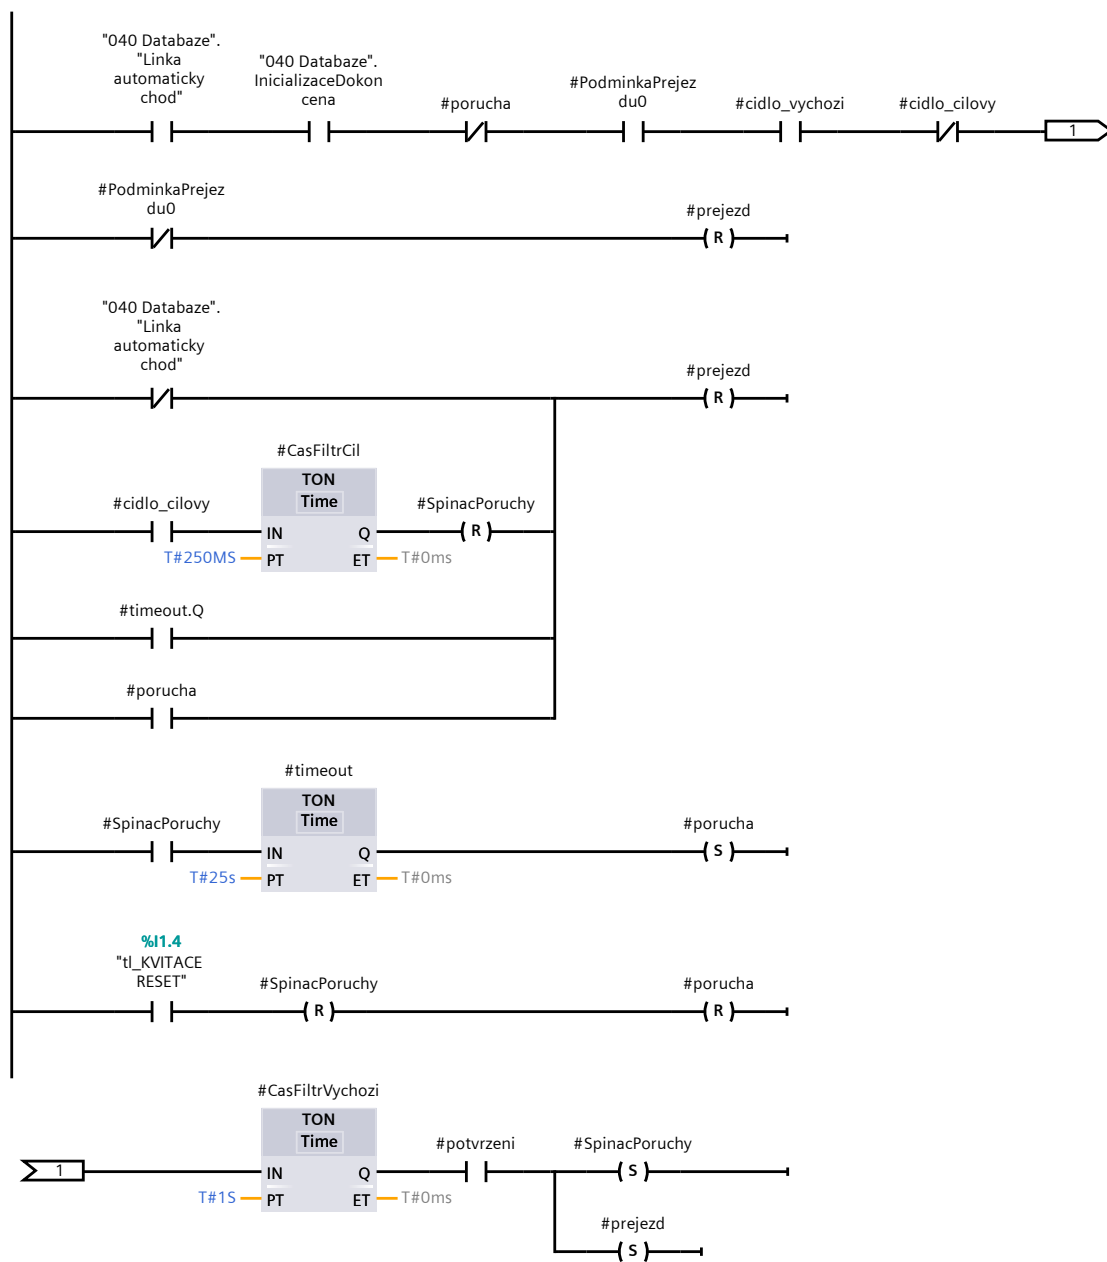 "040 Databaze".
"Linka
automaticky
chod"
"040 Databaze".
InicializaceDokon
cena
#porucha
#PodminkaPrejez
du0
#cidlo_vychozi
#cidlo_cilovy
1
#PodminkaPrejez
du0
#prejezd
R
"040 Databaze".
"Linka
automaticky
chod"
#prejezd
R
#CasFiltrCil
TON
Time
#cidlo_cilovy
#SpinacPoruchy
IN
Q
R
T#250MS
PT
ET
T#0ms
#timeout.Q
#porucha
#timeout
TON
Time
#SpinacPoruchy
#porucha
IN
Q
S
T#25s
PT
ET
T#0ms
%I1.4
"tl_KVITACE
RESET"
#SpinacPoruchy
R
#porucha
R
#CasFiltrVychozi
TON
Time
#potvrzeni
#SpinacPoruchy
1
IN
Q
S
T#1S
PT
ET
T#0ms
#prejezd
S